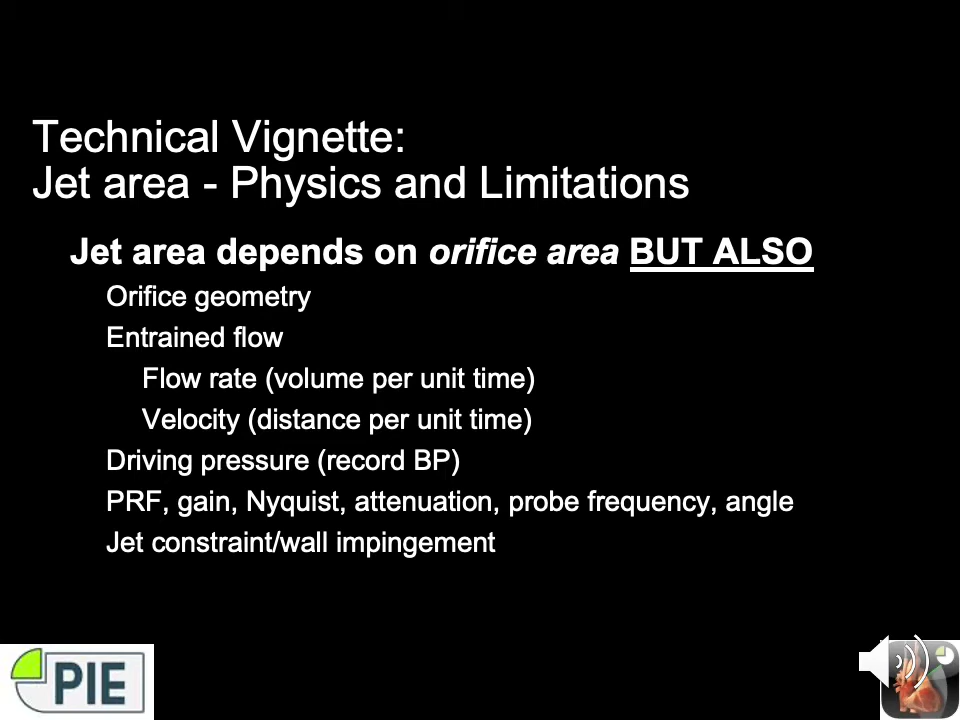 Technical Vignette:
Jet area - Physics and Limitations
Jet area depends on orifice area BUT ALSO
Orifice geometry
Entrained flow
Flow rate (volume per unit time)
Velocity (distance per unit time)
Driving pressure (record BP)
PRF, gain, Nyquist, attenuation, probe frequency, angle
Jet constraint/wall impingement
PIE